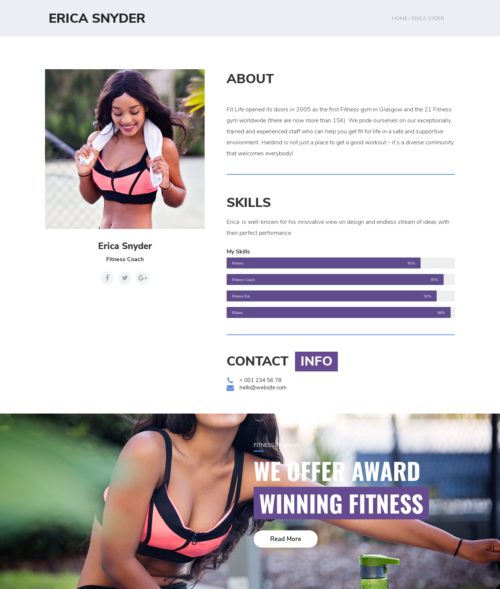 ERICA SNYDER
HOME / ERICA SYDER
ABOUT
Fit Life opened its doors in 2005 as the first Fitness gym in Glasgow and the 21 Fitness
gym worldwide (there are now more than 15K). We pride ourselves on our exceptionally
trained and experienced staff who can help you get fit for life in a safe and supportive
environment. Hardrod is not just a place to get a good workout – it's a diverse community
that welcomes everybody!
Erica Snyder
Fitness Coach
SKILLS
Erica is well-known for his innovative view on design and endless stream of ideas with
their perfect performance.
My Skills
Fitness 85%
Fitness Coach 95%
Fitness Eat 92%
98%
CONTACT INFO
+ 001 234 56 78
hello@website.com
WE OFFER AWARD
WINNING FITNESS
Read More